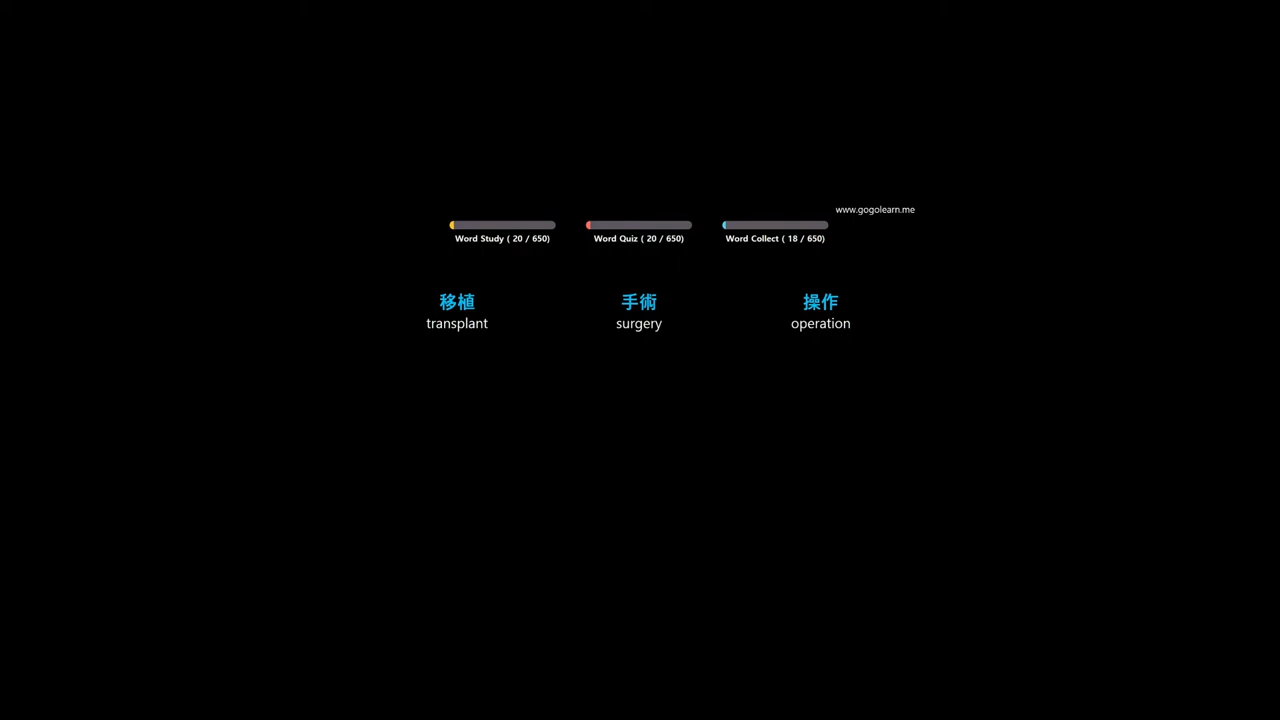 www.gogolearn.me
Word Study ( 20 / 650)
Word Quiz ( 20 / 650)
Word Collect ( 18 / 650)
移植
手術
操作
transplant
surgery
operation